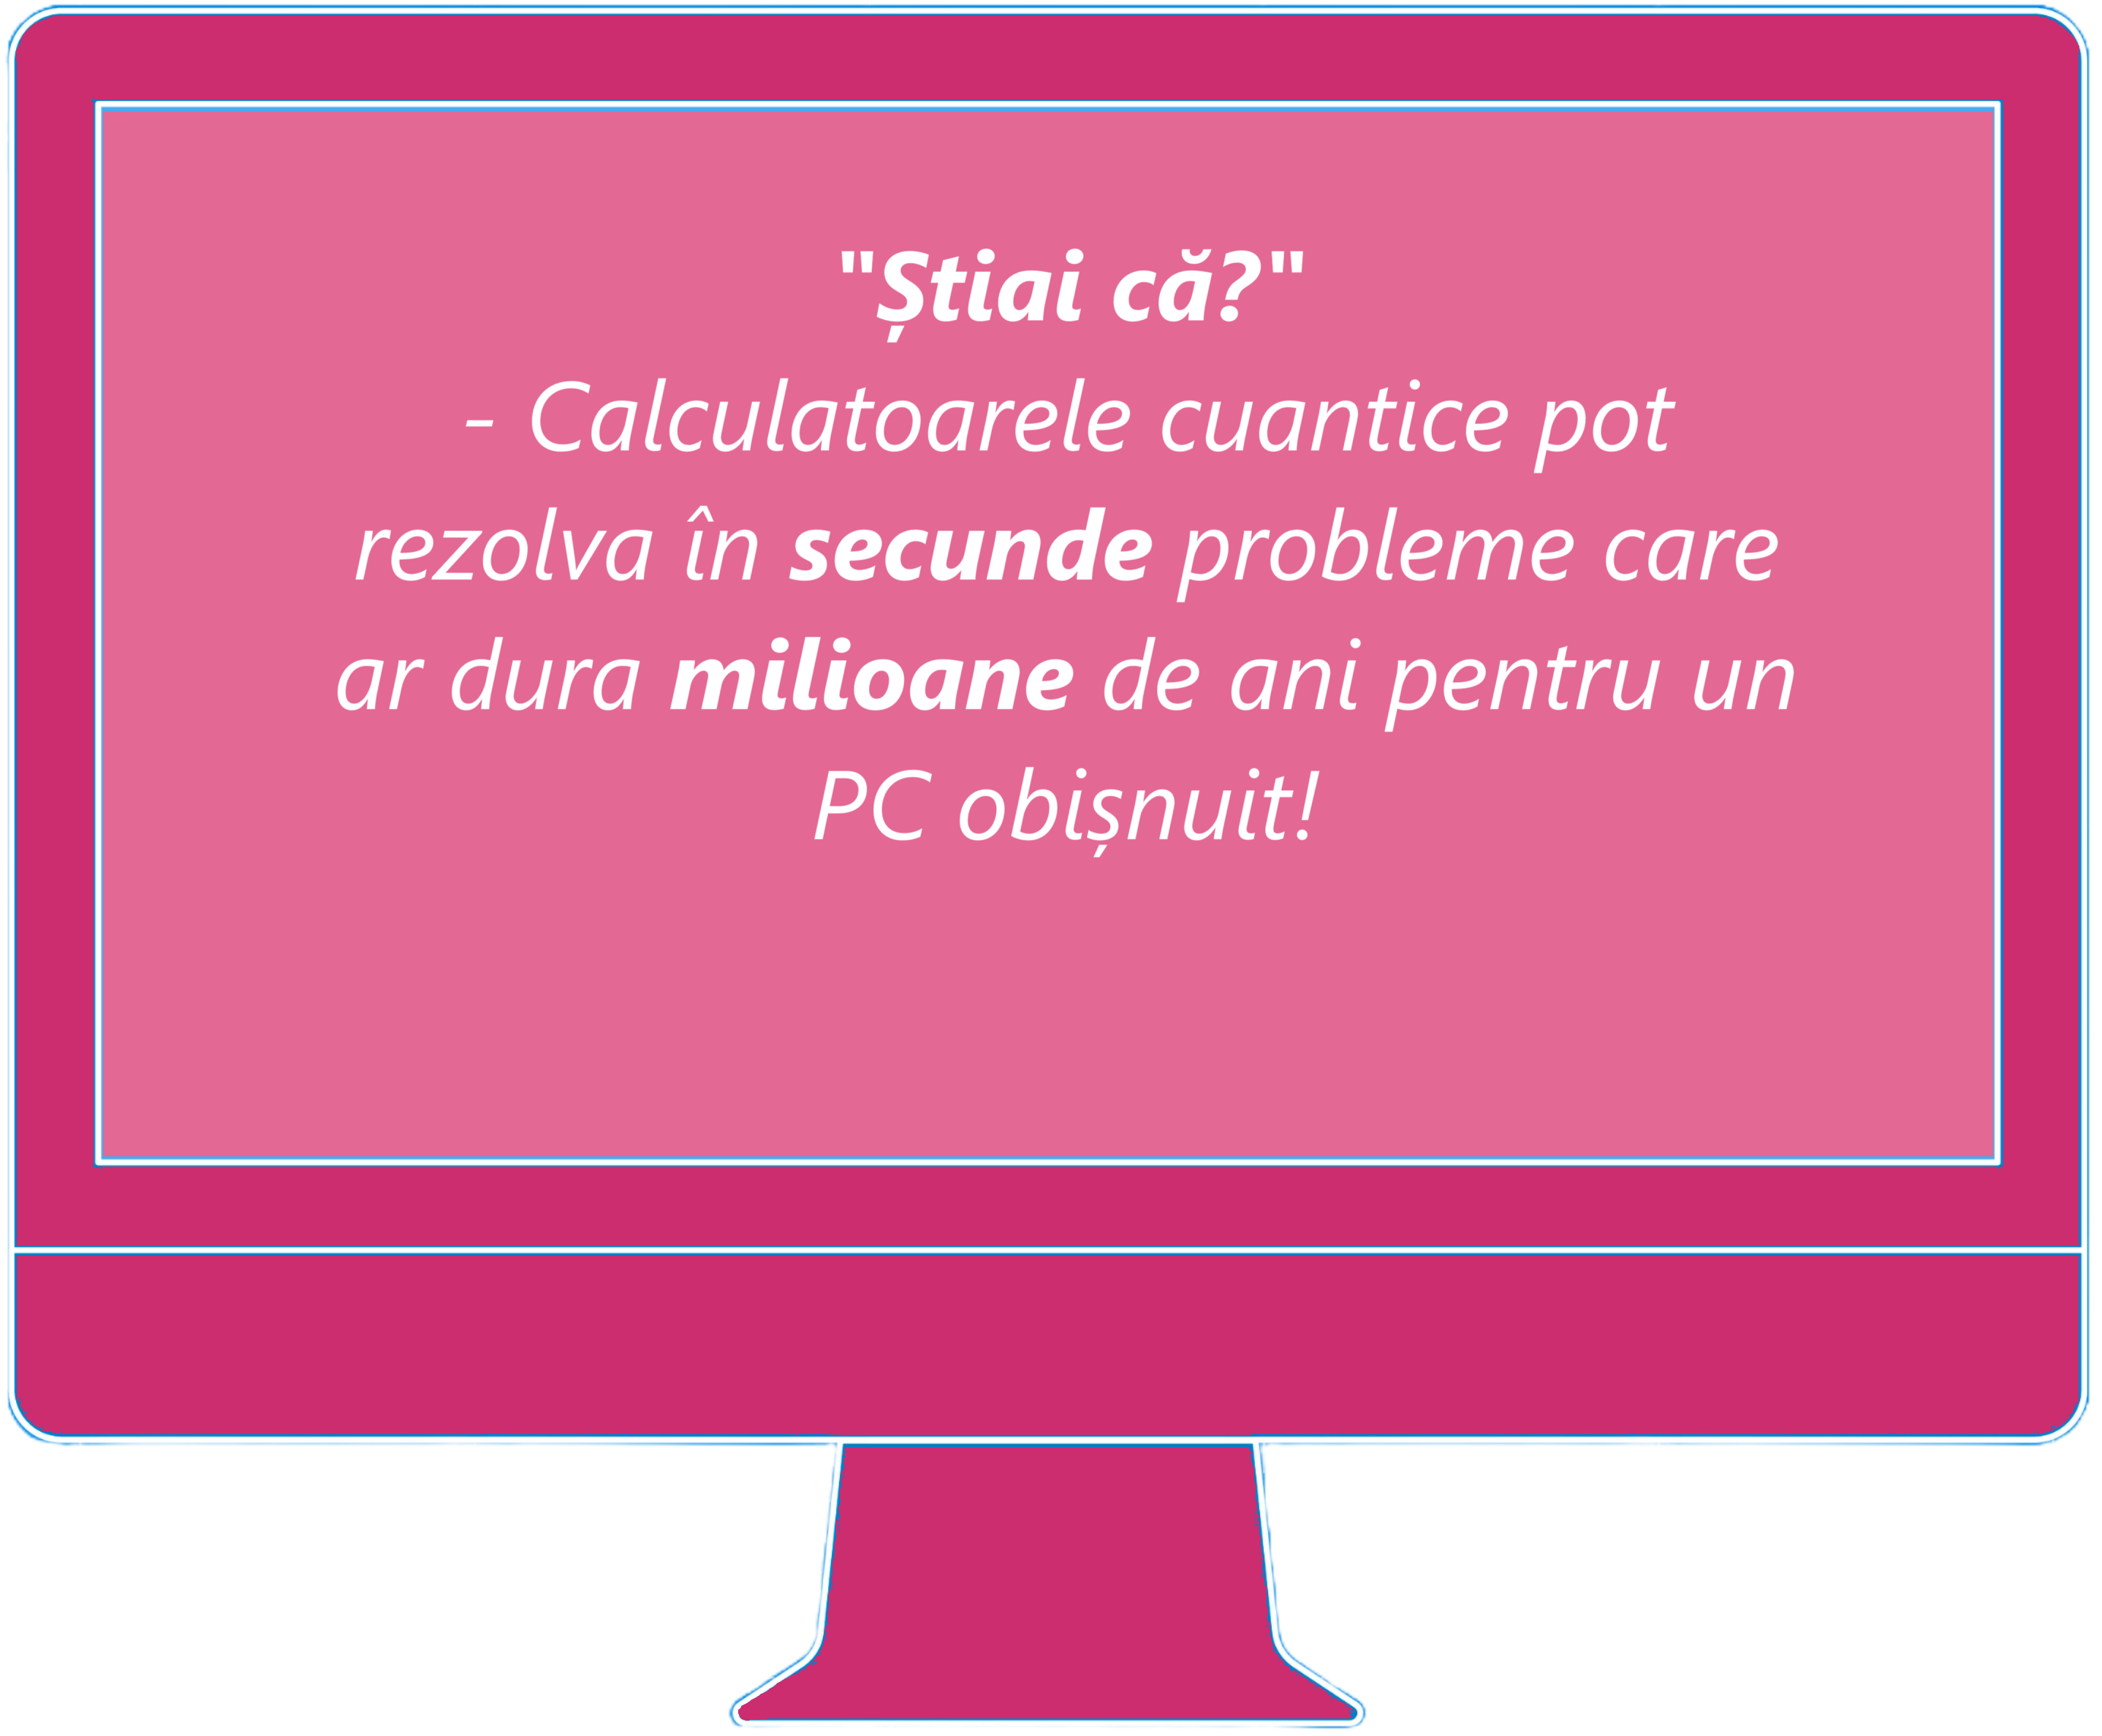 "Știai că?"
- Calculatoarele cuantice pot
rezolva în secunde probleme care
ar dura milioane de ani pentru un
PC obișnuit!